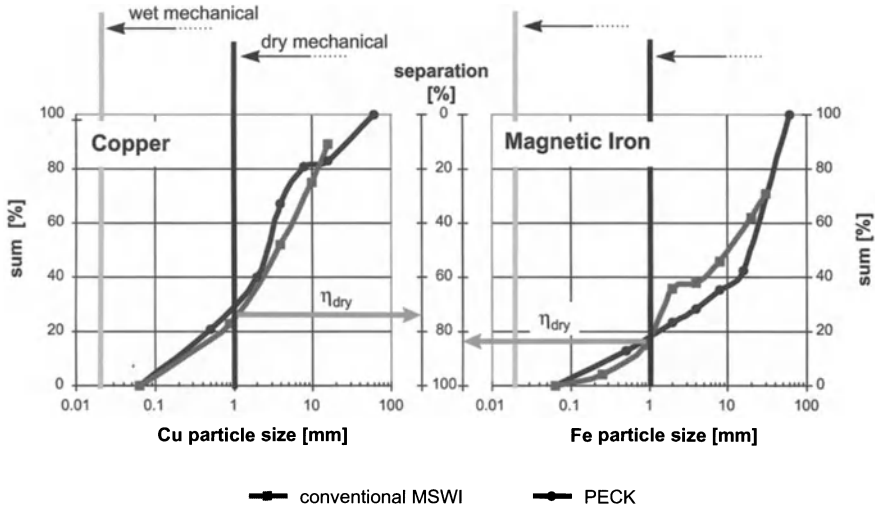 wet mechanical
dry mechanical
separation
[%]
100
80
60
40
20
0
sum [%]
Copper
ηdry
0.01
0.1
1
10
100
Cu particle size [mm]
0
20
40
60
80
100
Magnetic Iron
ηdry
100
80
60
40
20
0
sum [%]
0.01
0.1
1
10
100
Fe particle size [mm]
conventional MSWI
PECK